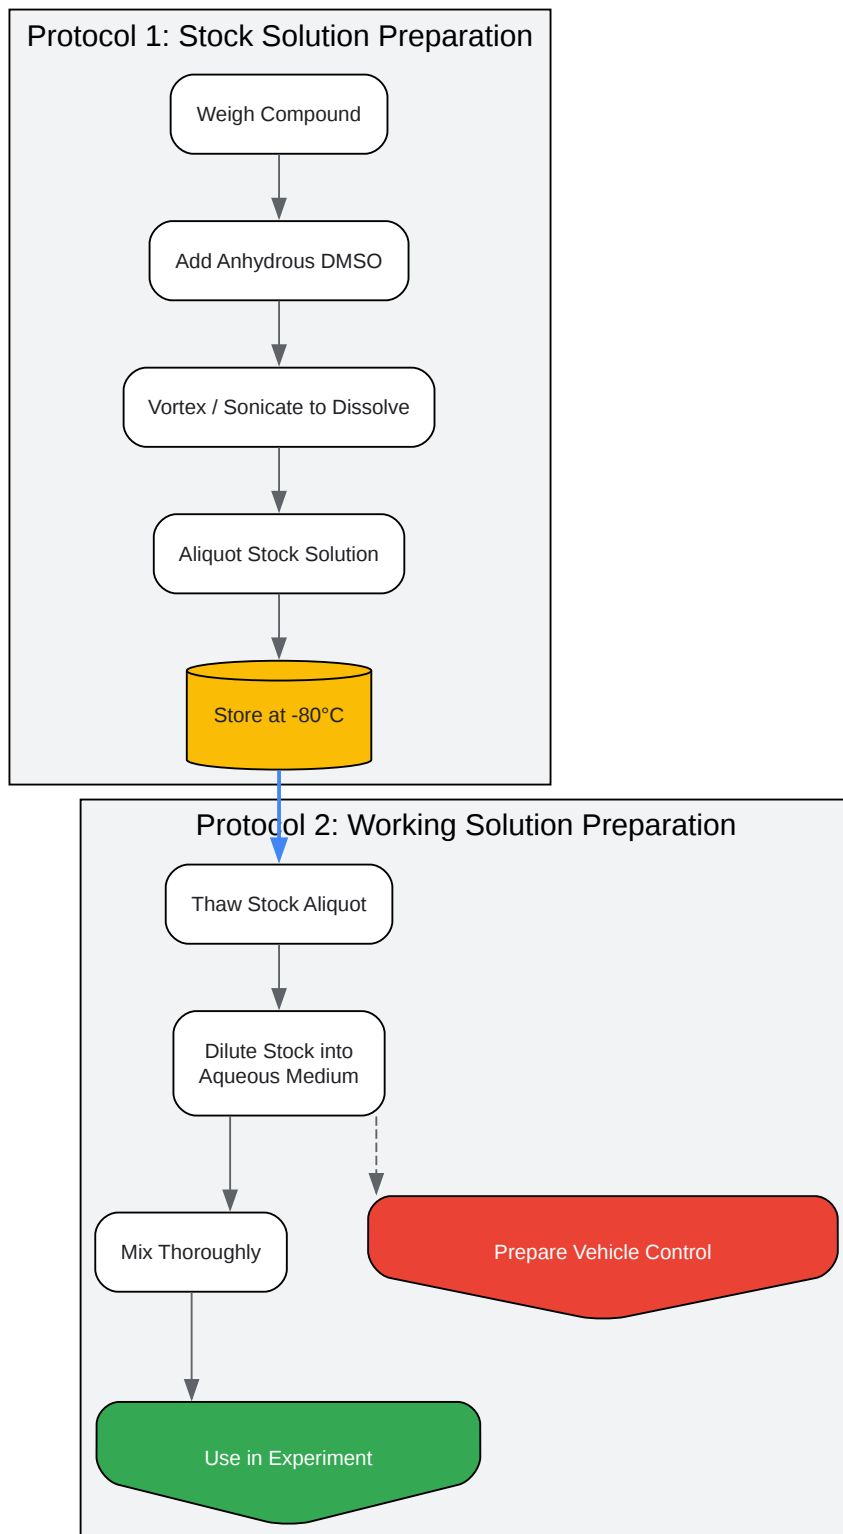 Protocol 1: Stock Solution Preparation
Weigh Compound
Add Anhydrous DMSO
Vortex / Sonicate to Dissolve
Aliquot Stock Solution
Store at -80°C
Protocol 2: Working Solution Preparation
Thaw Stock Aliquot
Dilute Stock into
Aqueous Medium
Mix Thoroughly
Prepare Vehicle Control
Use in Experiment